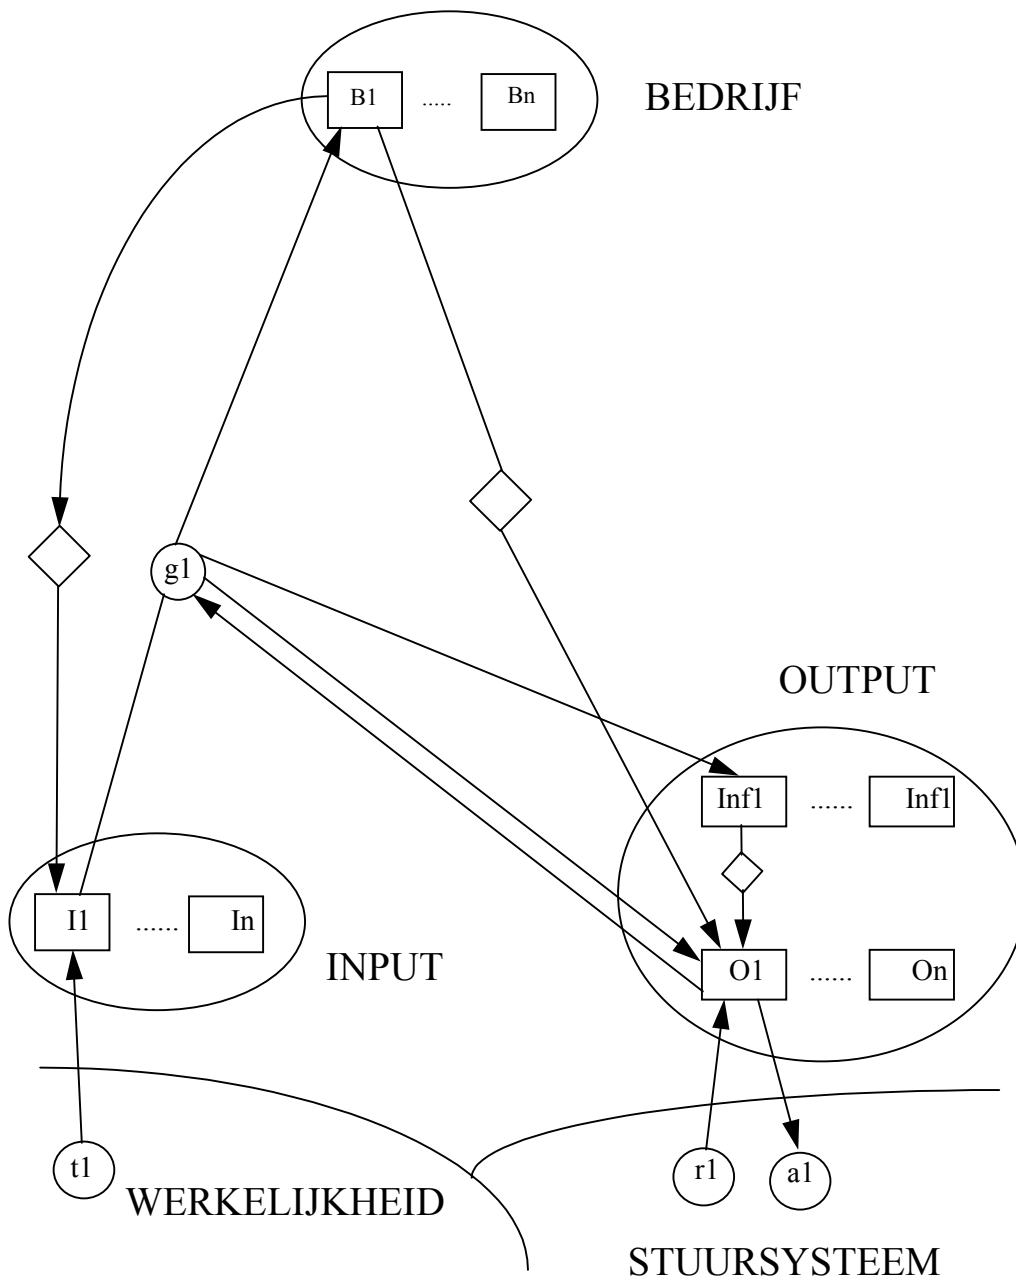 B1 ..... Bn
BEDRIJF
g1
OUTPUT
Inf1 ...... Inf1
I1 ...... In
INPUT
O1 ...... On
t1
r1
a1
WERKELIJKHEID
STUURSYSTEEM